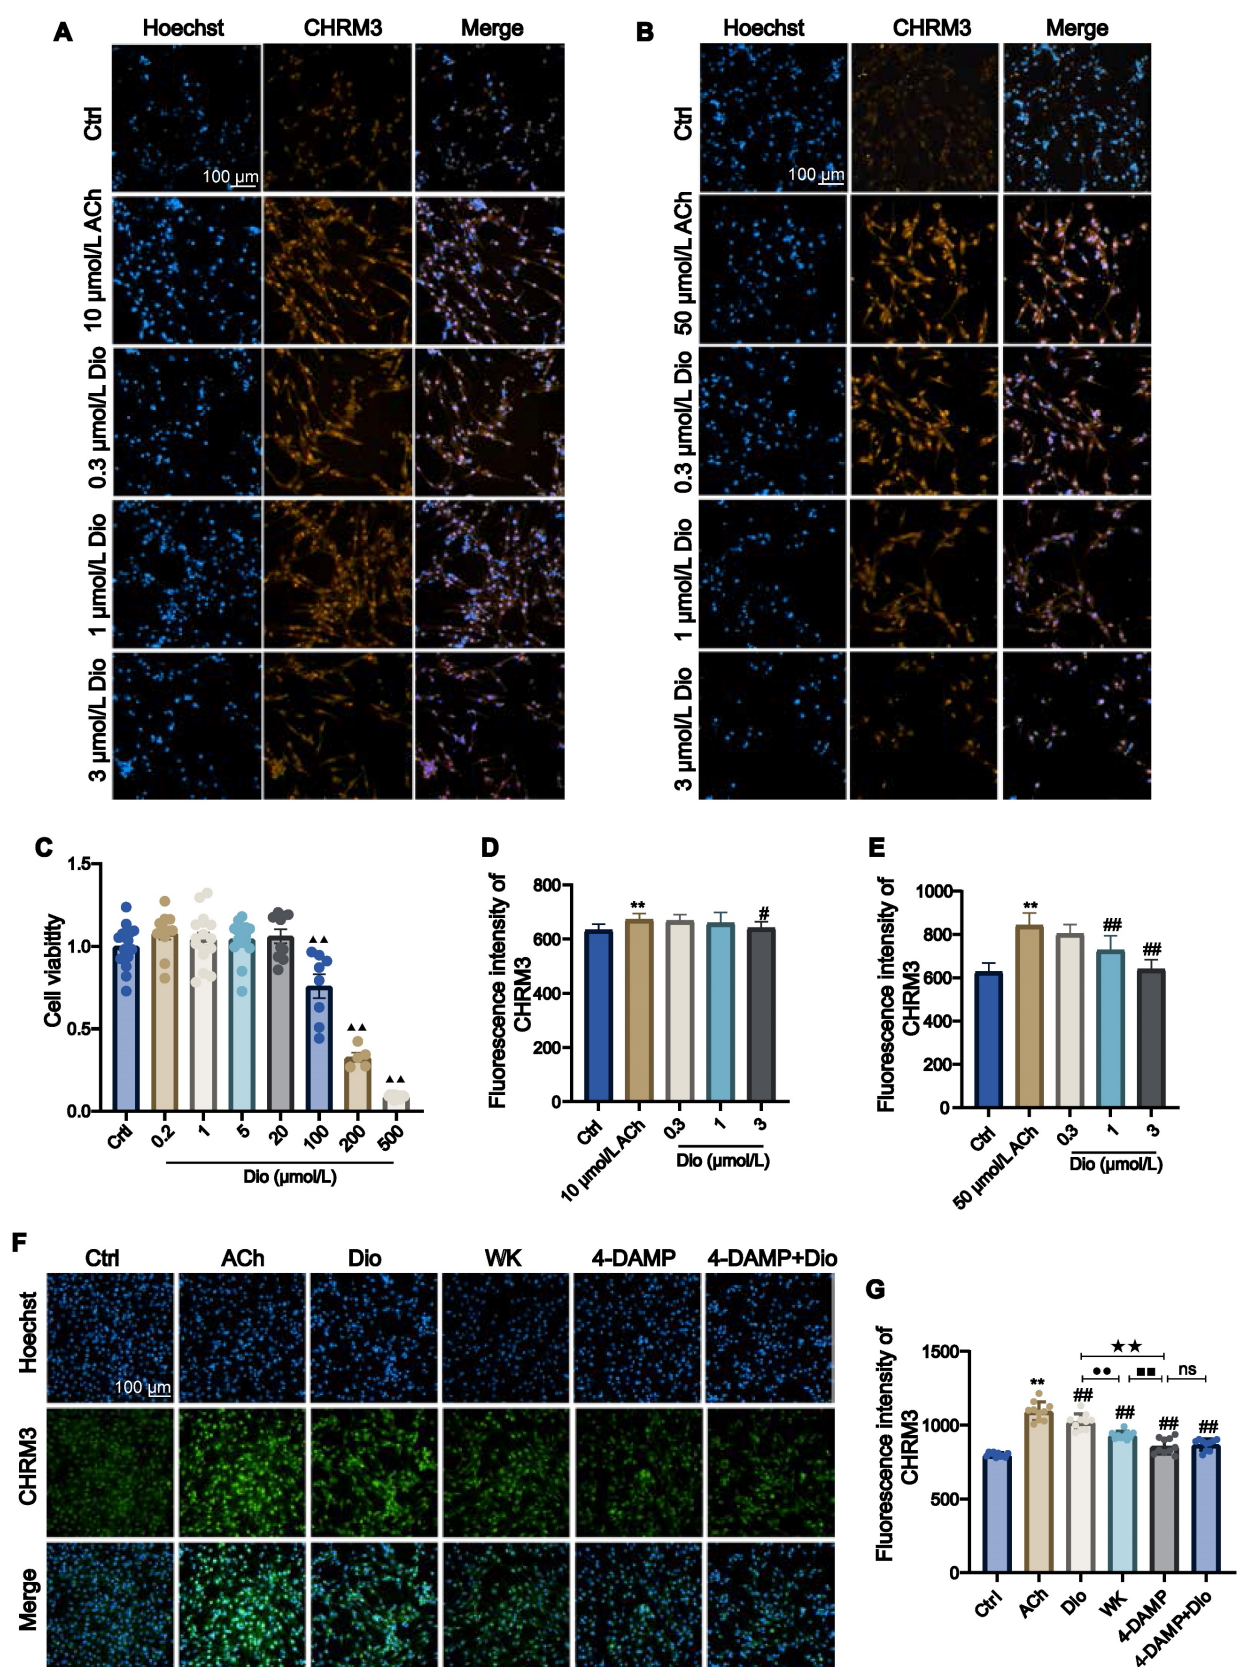 A
Hoechst
CHRM3
Merge
Ctrl
100 µm
10 µmol/L ACh
0.3 µmol/L Dio
1 µmol/L Dio
3 µmol/L Dio
B
Hoechst
CHRM3
Merge
Ctrl
100 µm
50 µmol/L ACh
0.3 µmol/L Dio
1 µmol/L Dio
3 µmol/L Dio
C
Cell viabitity
1.5
1.0
0.5
0.0
▲▲
▲▲
▲▲
Crtl
0.2
1
5
20
100
200
500
Dio (µmol/L)
D
Fluorescence intensity of
CHRM3
800
600
400
200
0
**
#
Ctrl
10 µmol/L ACh
0.3
1
3
Dio (µmol/L)
E
Fluorescence intensity of
CHRM3
1000
800
600
400
200
0
**
##
##
Ctrl
50 µmol/L ACh
0.3
1
3
Dio (µmol/L)
F
Ctrl
ACh
Dio
WK
4-DAMP
4-DAMP+Dio
Hoechst
100 µm
CHRM3
Merge
G
Fluorescence intensity of
CHRM3
1500
1000
500
0
★★
●●
■■
ns
**
##
##
##
##
Ctrl
ACh
Dio
WK
4-DAMP
4-DAMP+Dio